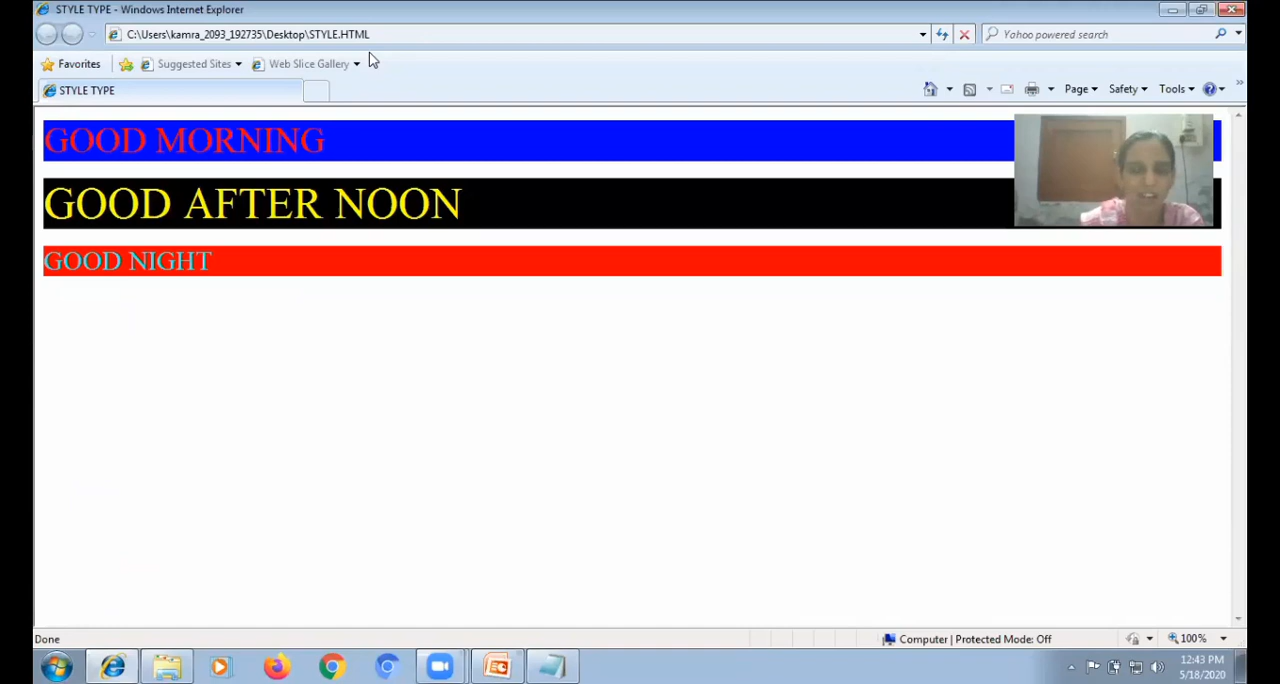 STYLE TYPE - Windows Internet Explorer
C:\Users\kamra_2093_192735\Desktop\STYLE.HTML
Yahoo powered search
Favorites
Suggested Sites
Web Slice Gallery
STYLE TYPE
Page
Safety
Tools
GOOD MORNING
GOOD AFTER NOON
GOOD NIGHT
Done
Computer | Protected Mode: Off
100%
12:43 PM
5/18/2020